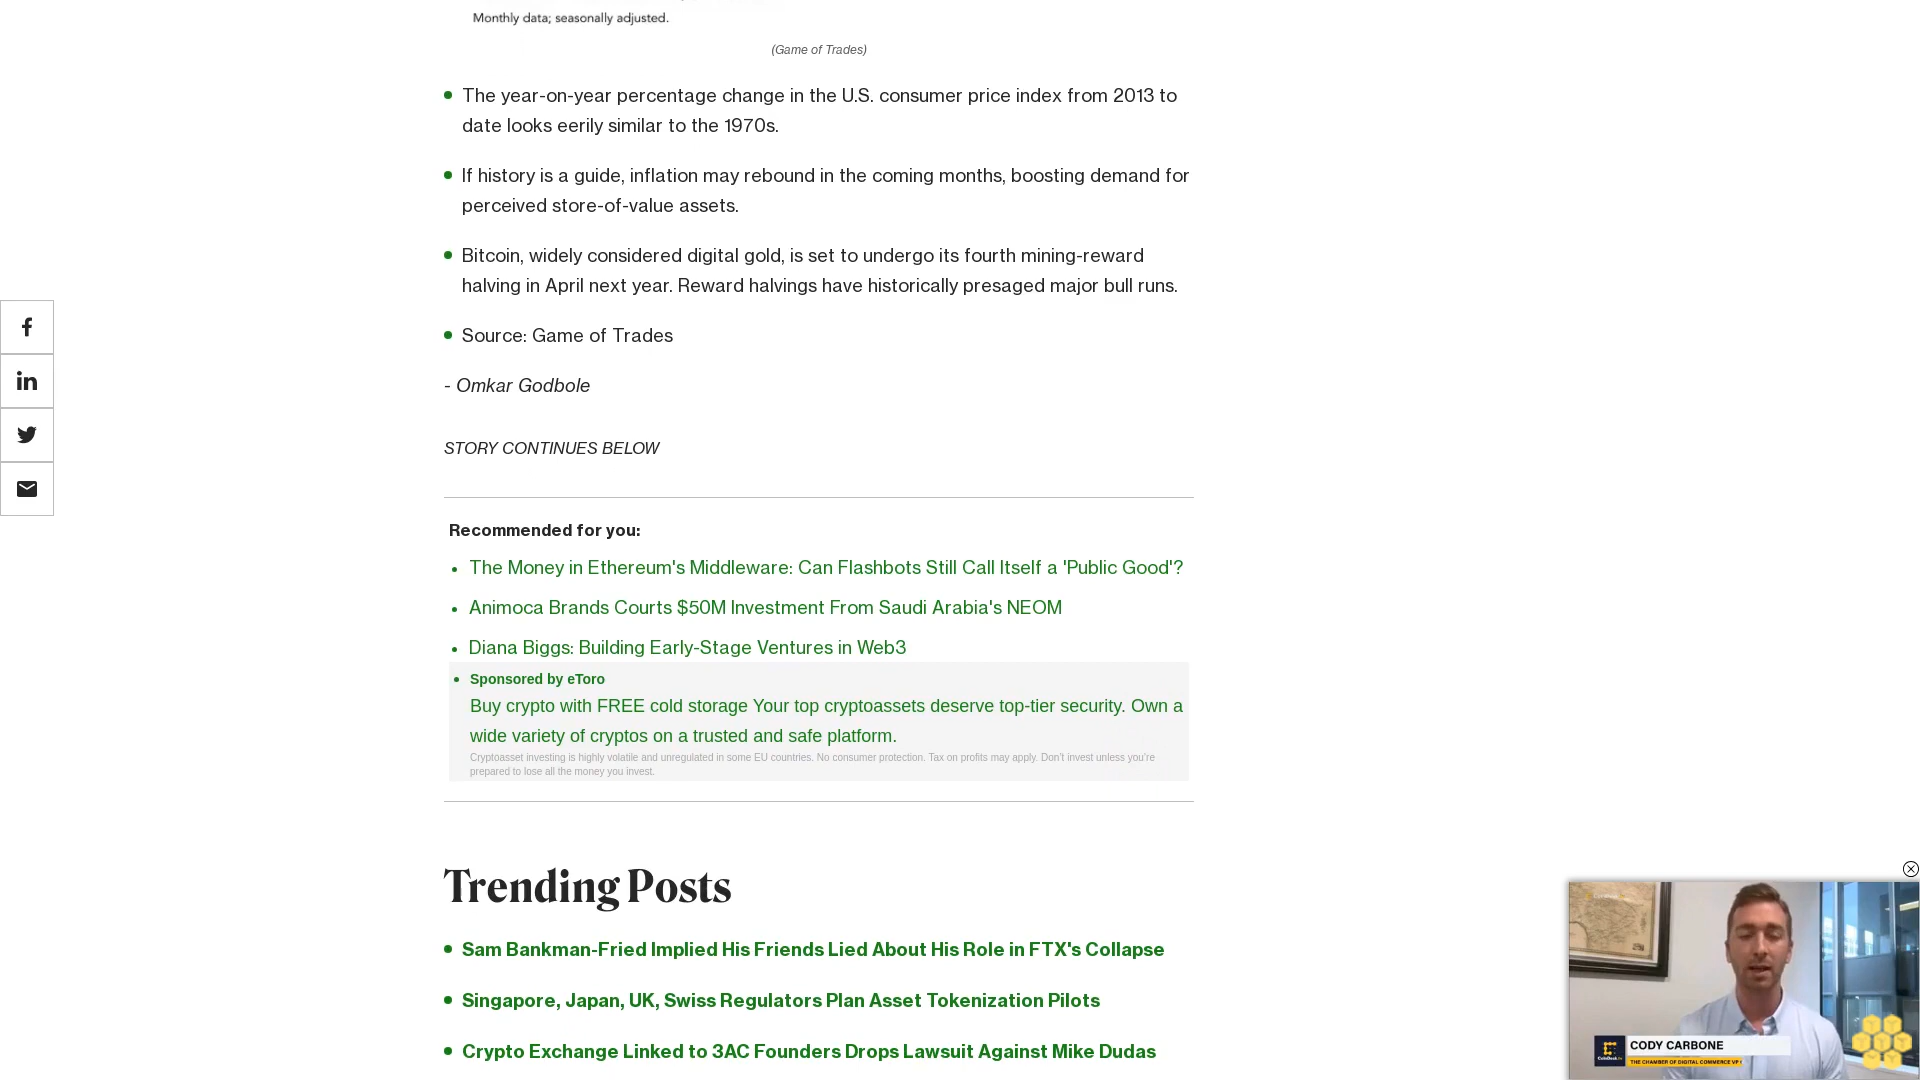 Monthly data; seasonally adjusted.
(Game of Trades)
The year-on-year percentage change in the U.S. consumer price index from 2013 to
date looks eerily similar to the 1970s.
If history is a guide, inflation may rebound in the coming months, boosting demand for
perceived store-of-value assets.
Bitcoin, widely considered digital gold, is set to undergo its fourth mining-reward
halving in April next year. Reward halvings have historically presaged major bull runs.
Source: Game of Trades
- Omkar Godbole
STORY CONTINUES BELOW
Recommended for you:
The Money in Ethereum's Middleware: Can Flashbots Still Call Itself a 'Public Good'?
Animoca Brands Courts $50M Investment From Saudi Arabia's NEOM
Diana Biggs: Building Early-Stage Ventures in Web3
Sponsored by eToro
Buy crypto with FREE cold storage Your top cryptoassets deserve top-tier security. Own a
wide variety of cryptos on a trusted and safe platform.
Cryptoasset investing is highly volatile and unregulated in some EU countries. No consumer protection. Tax on profits may apply. Don't invest unless you're
prepared to lose all the money you invest.
Trending Posts
Sam Bankman-Fried Implied His Friends Lied About His Role in FTX's Collapse
Singapore, Japan, UK, Swiss Regulators Plan Asset Tokenization Pilots
Crypto Exchange Linked to 3AC Founders Drops Lawsuit Against Mike Dudas
CODY CARBONE
THE CHAMBER OF DIGITAL COMMERCE VP